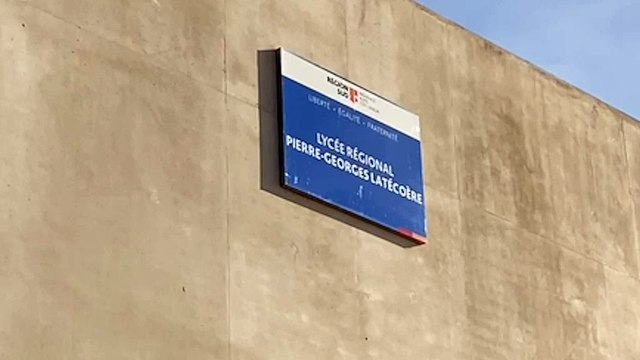 RÉGION
SUD
LIBERTÉ - ÉGALITÉ - FRATERNITÉ
LYCÉE RÉGIONAL
PIERRE-GEORGES LATÉCOÈRE